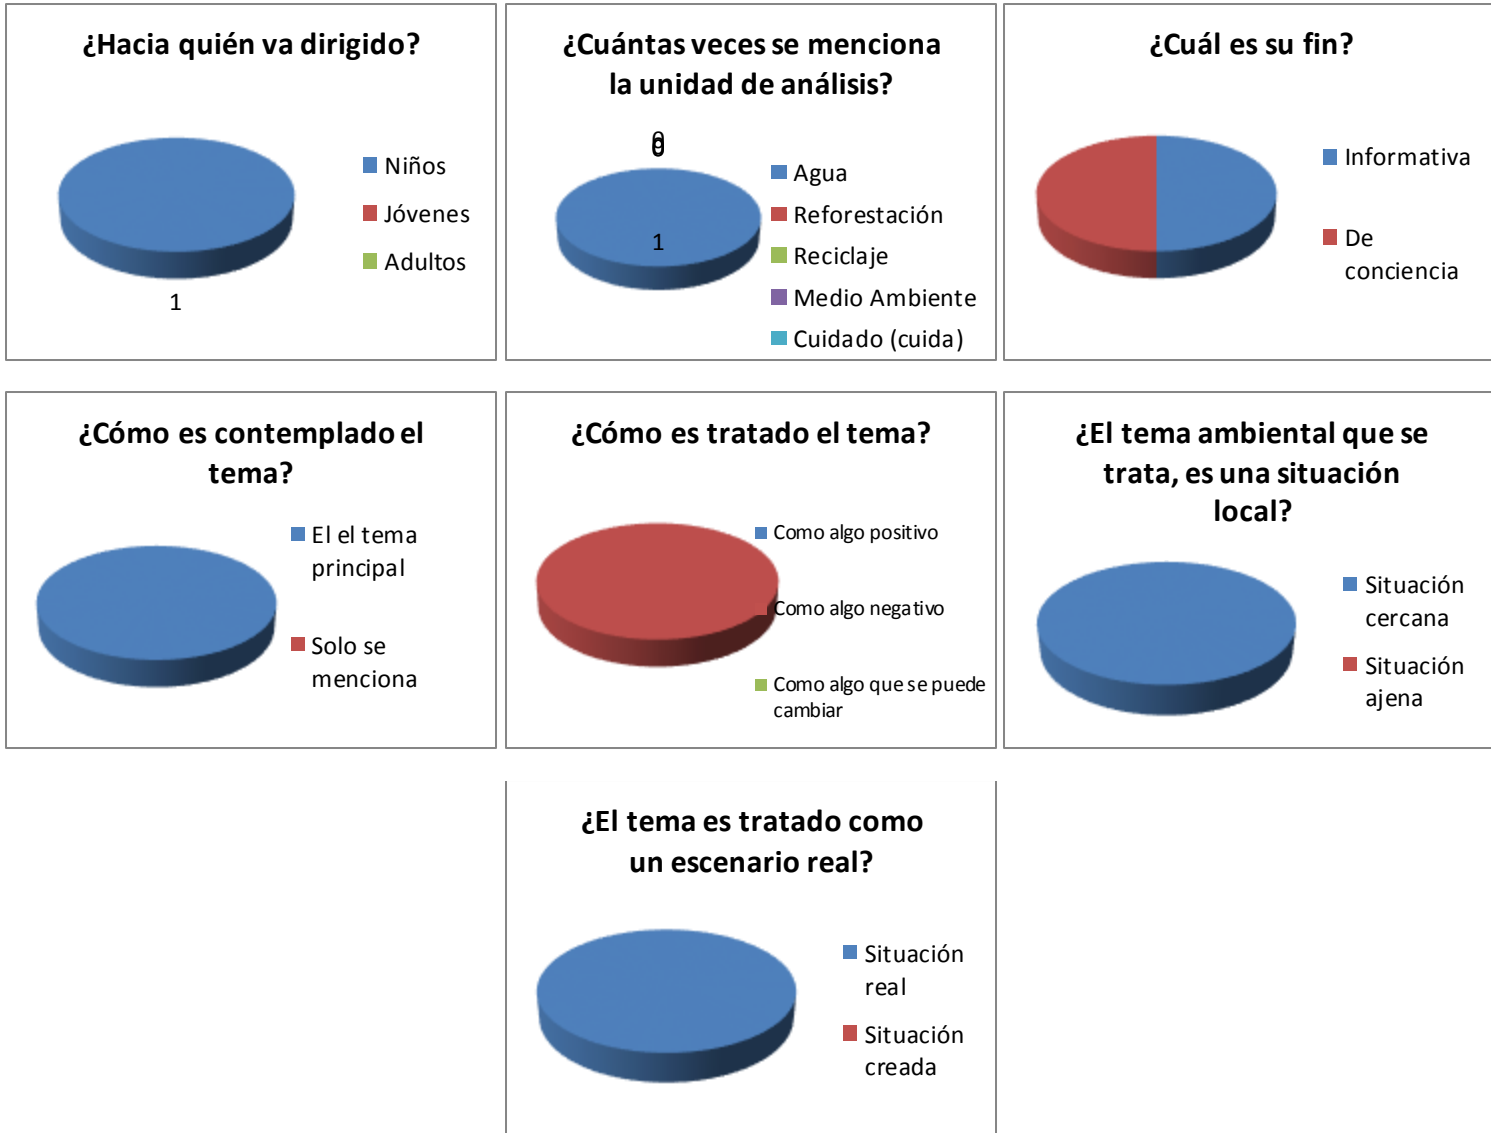 ¿Hacia quién va dirigido?
Niños
Jóvenes
Adultos
1
¿Cuántas veces se menciona
la unidad de análisis?
0
1
Agua
Reforestación
Reciclaje
Medio Ambiente
Cuidado (cuida)
¿Cuál es su fin?
Informativa
De
conciencia
¿Cómo es contemplado el
tema?
El el tema
principal
Solo se
menciona
¿Cómo es tratado el tema?
Como algo positivo
Como algo negativo
Como algo que se puede
cambiar
¿El tema ambiental que se
trata, es una situación
local?
Situación
cercana
Situación
ajena
¿El tema es tratado como
un escenario real?
Situación
real
Situación
creada